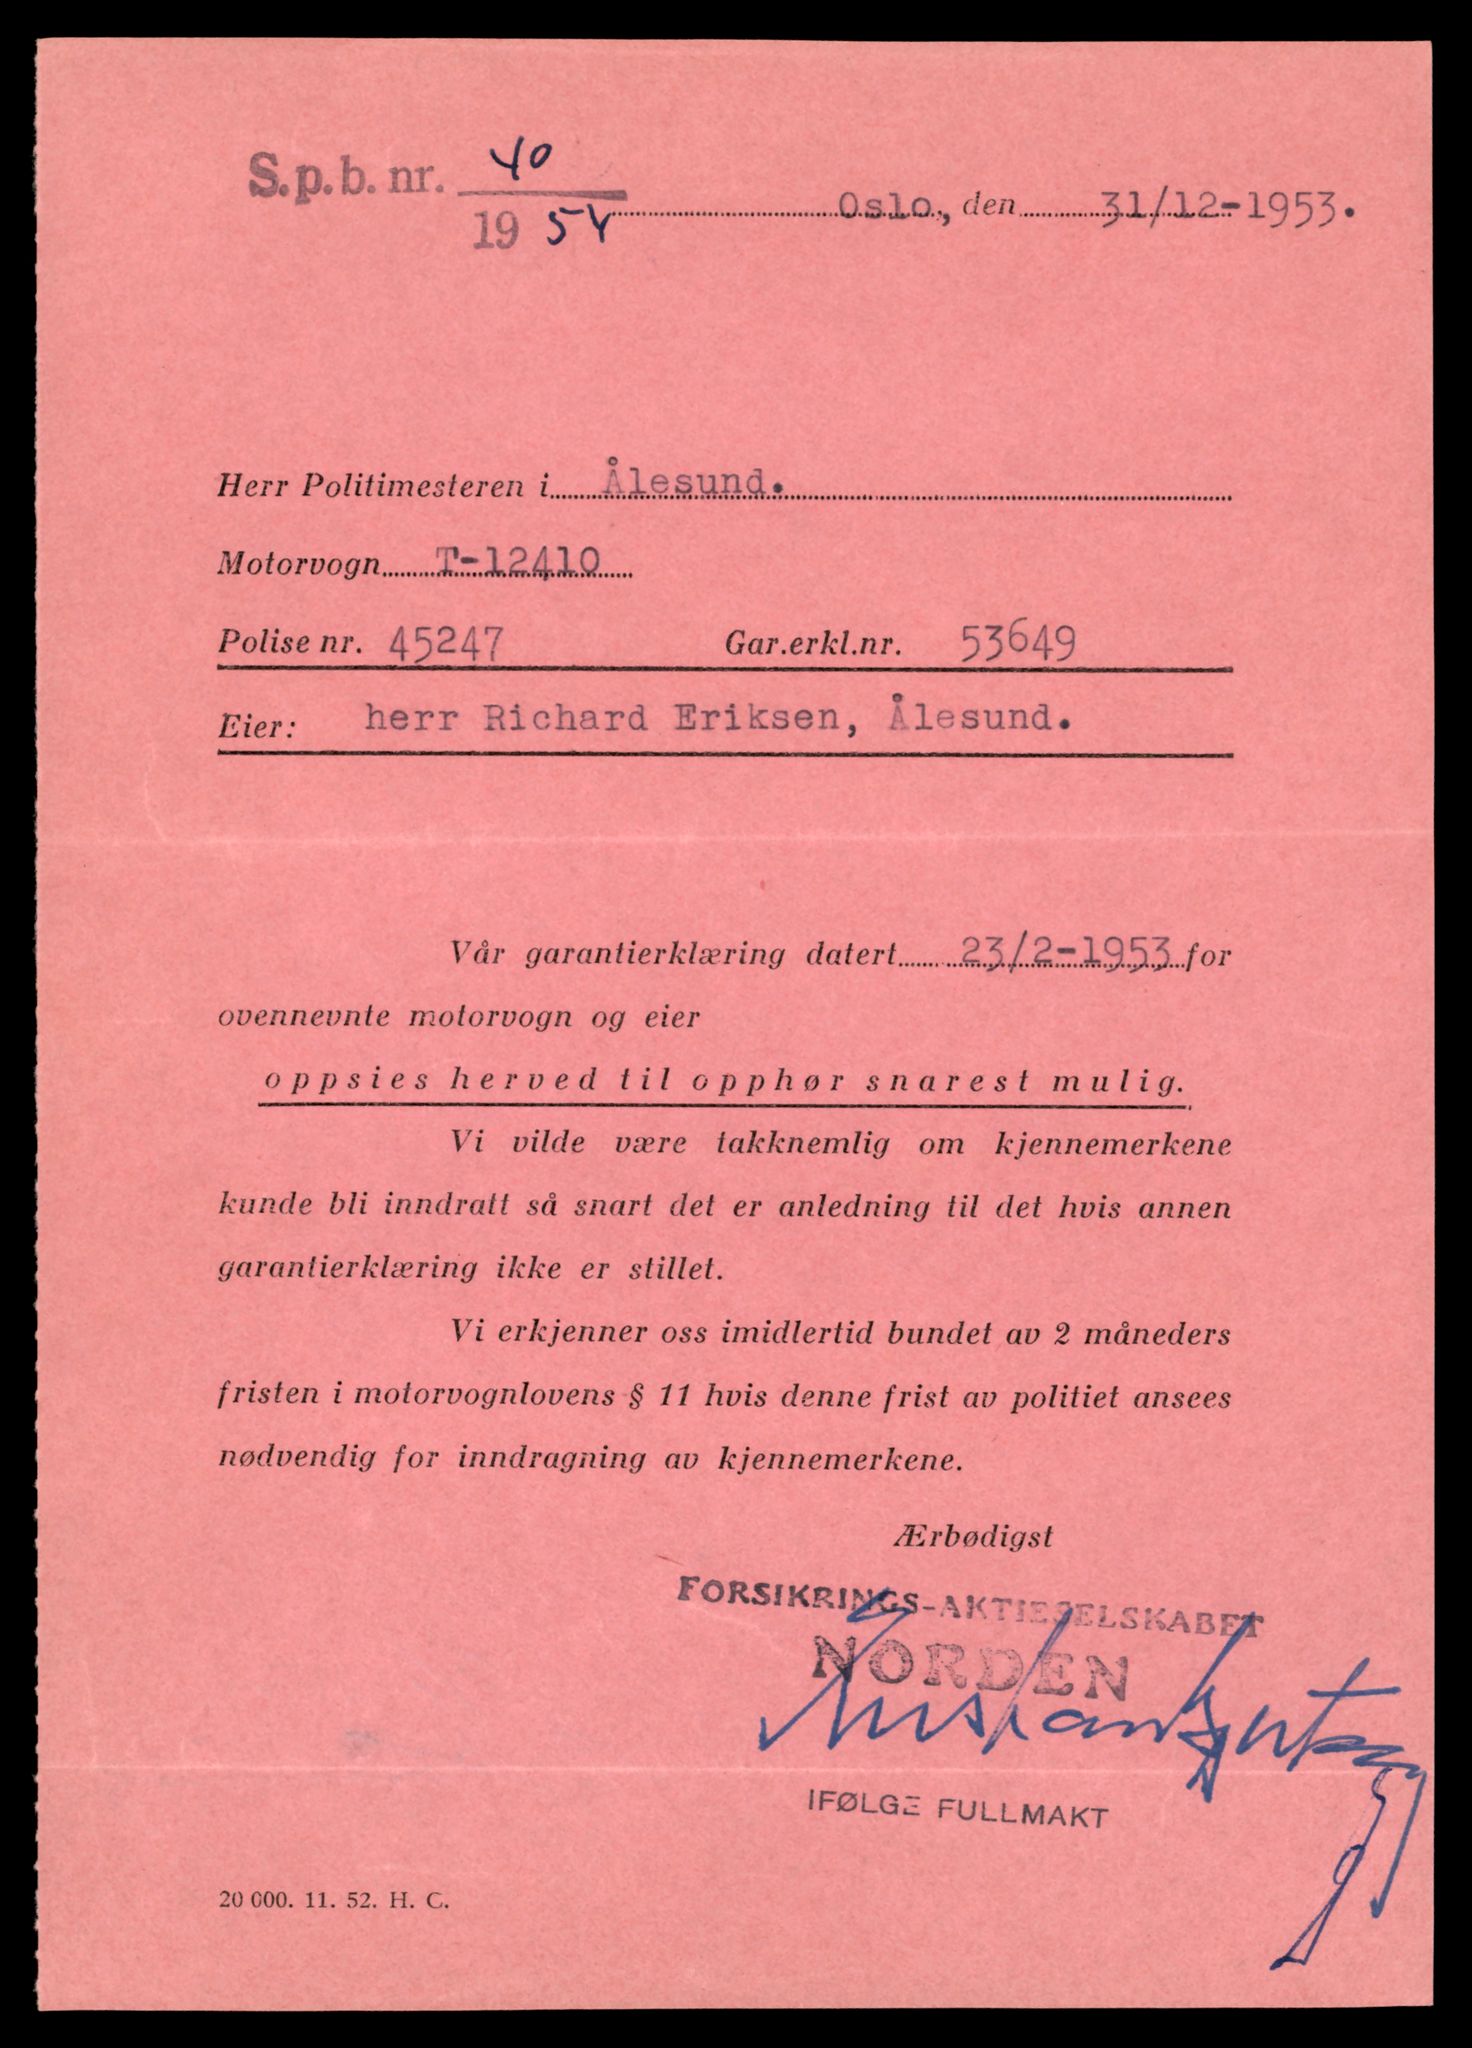 S.p.b. nr. 40
1954 Oslo, den 31/12-1953.
Herr Politimesteren i Ålesund.
Motorvogn T-12410
Polise nr. 45247 Gar.erkl.nr. 53649
Eier: herr Richard Eriksen, Ålesund.
Vår garantierklæring datert 23/2-1953 for
ovennevnte motorvogn og eier
oppsies herved til opphør snarest mulig.
Vi vilde være takknemlig om kjennemerkene
kunde bli inndratt så snart det er anledning til det hvis annen
garantierklæring ikke er stillet.
Vi erkjenner oss imidlertid bundet av 2 måneders
fristen i motorvognlovens § 11 hvis denne frist av politiet ansees
nødvendig for inndragning av kjennemerkene.
Ærbødigst
FORSIKRINGS-AKTIESELSKABET
NORDEN
IFØLGE FULLMAKT
20 000. 11. 52. H. C.